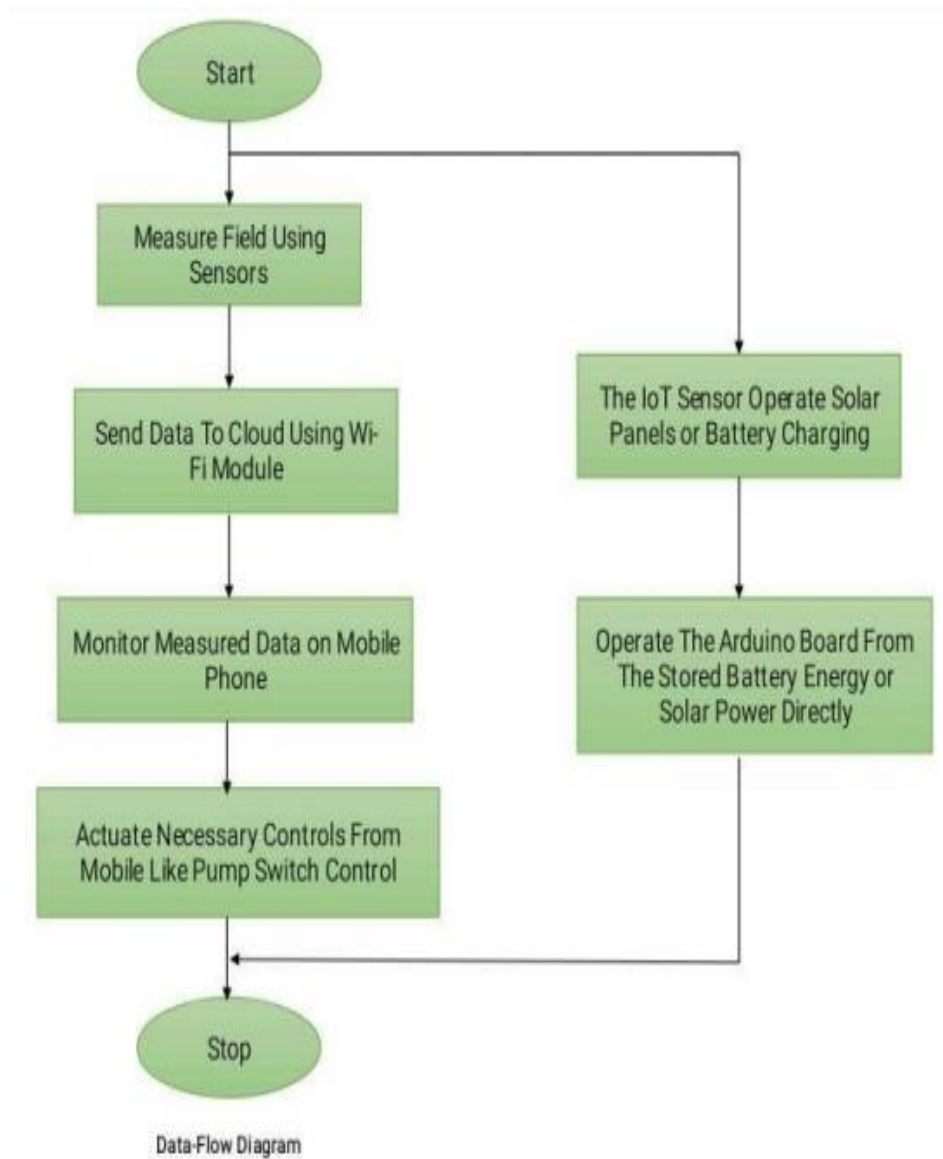 Start
Measure Field Using
Sensors
Send Data To Cloud Using Wi-
Fi Module
Monitor Measured Data on Mobile
Phone
Actuate Necessary Controls From
Mobile Like Pump Switch Control
The IoT Sensor Operate Solar
Panels or Battery Charging
Operate The Arduino Board From
The Stored Battery Energy or
Solar Power Directly
Stop
Data-Flow Diagram